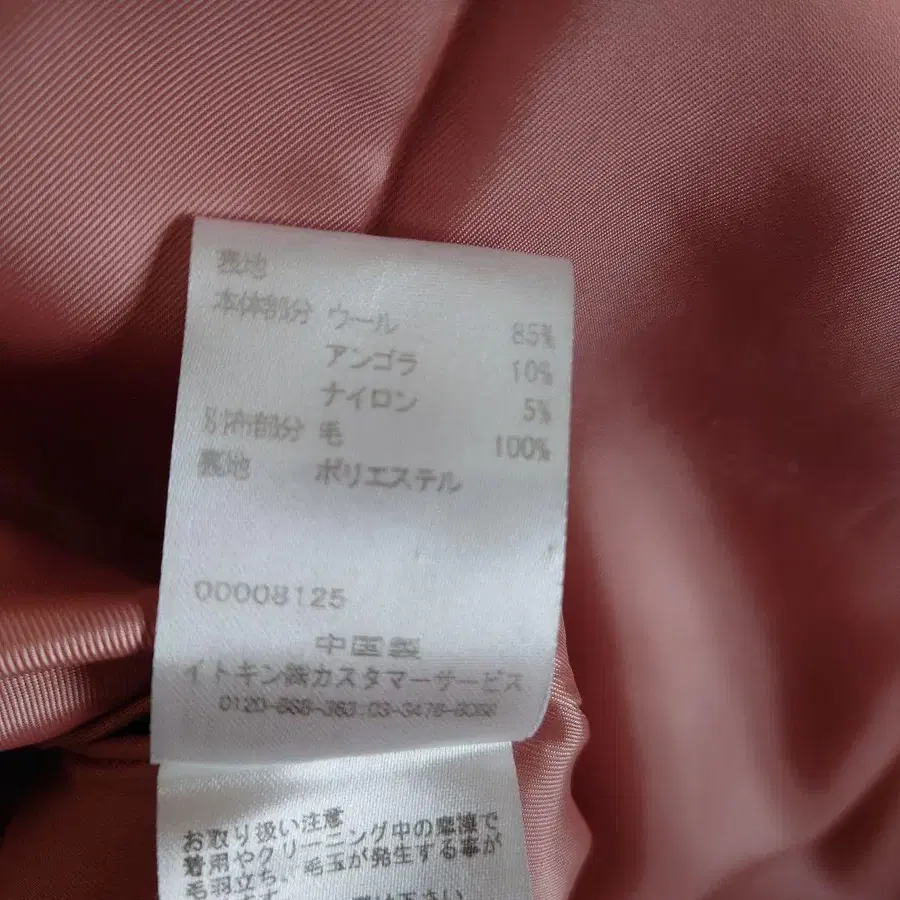 表地
本体部分 ウール 85%
アンゴラ 10%
ナイロン 5%
別布部分 毛 100%
裏地 ポリエステル
00008125
中国製
イトキン㈱カスタマーサービス
0120-888-363:03-3478-8088
お取り扱い注意
着用やクリーニング中の摩擦で
毛羽立ち、毛玉が発生する事が